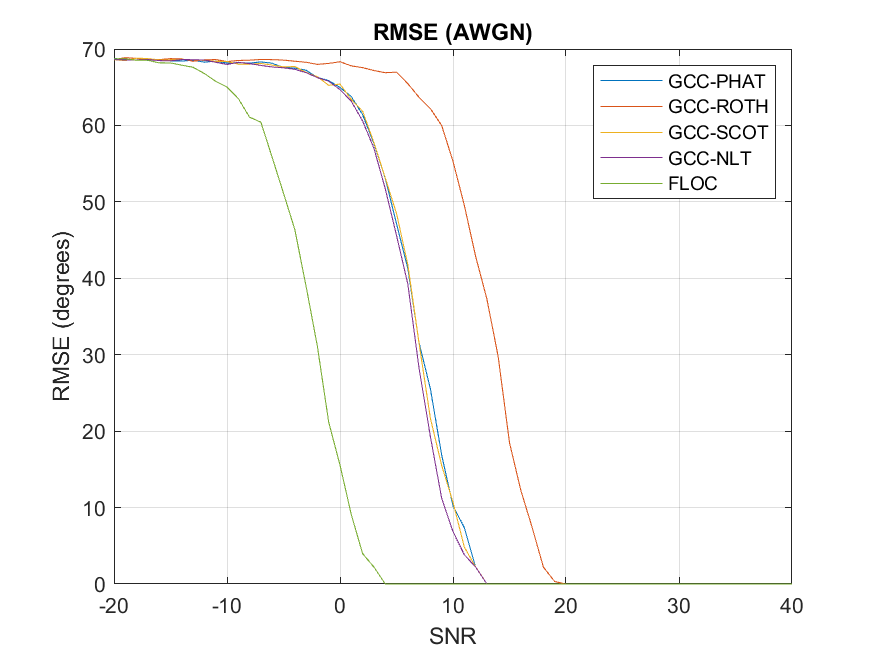 RMSE (AWGN)
70
60
50
40
30
20
10
0
RMSE (degrees)
-20
-10
0
10
20
30
40
SNR
GCC-PHAT
GCC-ROTH
GCC-SCOT
GCC-NLT
FLOC